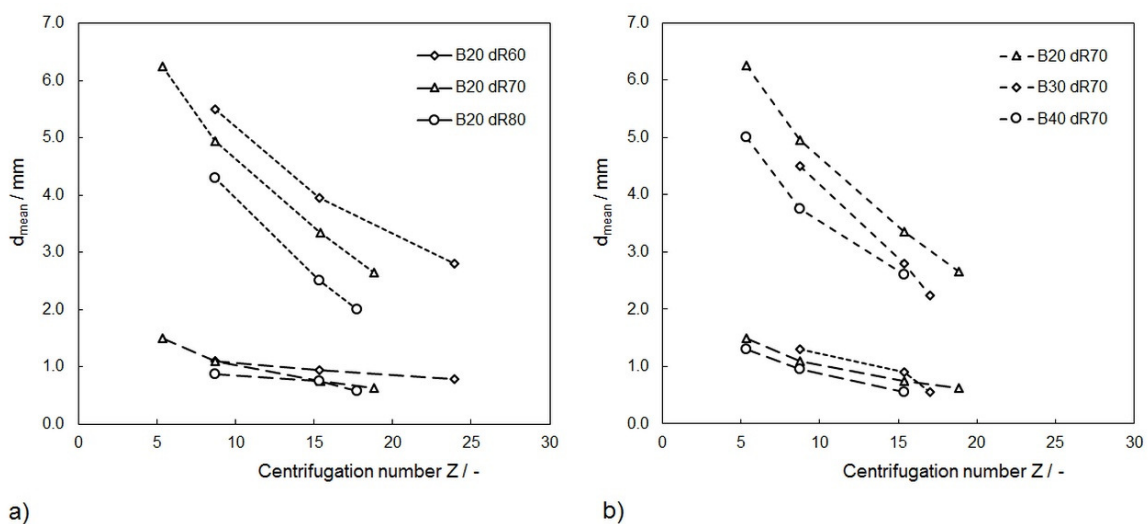 7.0
6.0
5.0
4.0
3.0
2.0
1.0
0.0
d_mean / mm
B20 dR60
B20 dR70
B20 dR80
0 5 10 15 20 25 30
Centrifugation number Z / -
a)
7.0
6.0
5.0
4.0
3.0
2.0
1.0
0.0
d_mean / mm
B20 dR70
B30 dR70
B40 dR70
0 5 10 15 20 25 30
Centrifugation number Z / -
b)